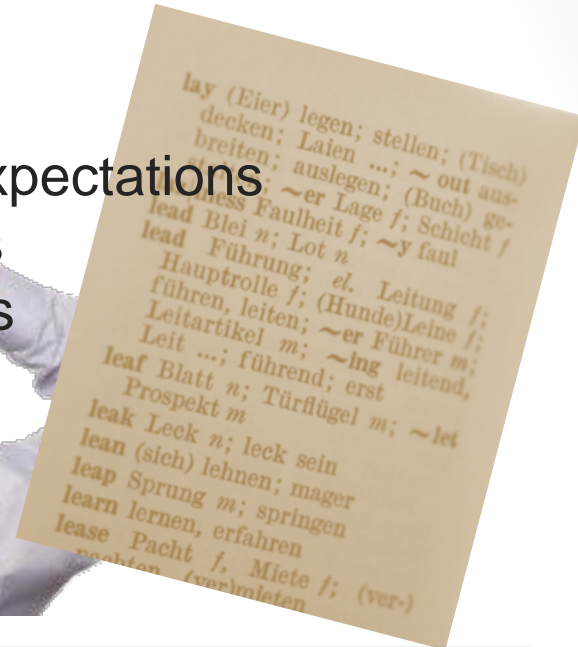 xpectations
s
s
lay (Eier) legen; stellen; (Tisch)
decken; Laien ...; ~ out aus-
breiten; auslegen; (Buch) ge-
~er Lage f; Schicht f
Faulheit f; ~y faul
lead Blei n; Lot n
lead Führung; el. Leitung f;
Hauptrolle f; (Hunde)Leine f;
führen, leiten; ~er Führer m;
Leitartikel m; ~ing leitend,
Leit ...; führend; erst
leaf Blatt n; Türflügel m; ~let
Prospekt m
leak Leck n; leck sein
lean (sich) lehnen; mager
leap Sprung m; springen
learn lernen, erfahren
lease Pacht f, Miete f; (ver-)
pachten, (ver)mieten